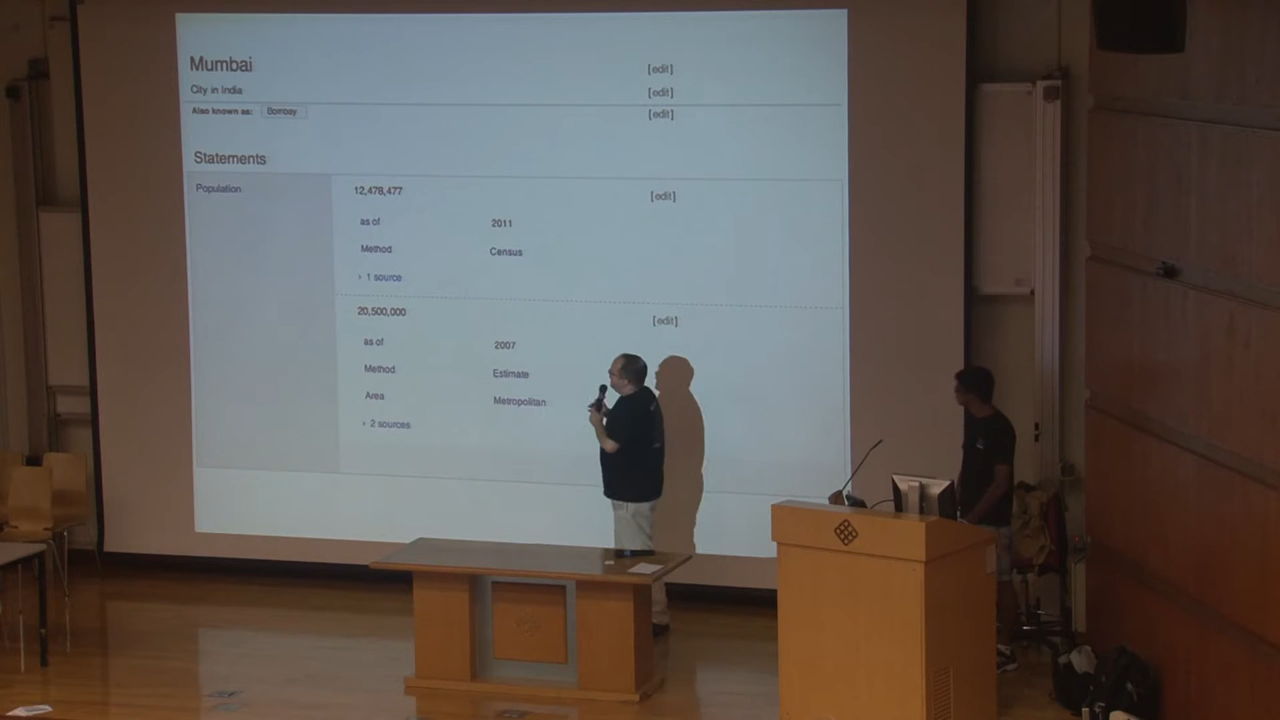 Mumbai [edit]
City in India [edit]
Also known as: Bombay [edit]
Statements
Population 12,478,477 [edit]
as of 2011
Method Census
› 1 source
20,500,000 [edit]
as of 2007
Method Estimate
Area Metropolitan
› 2 sources